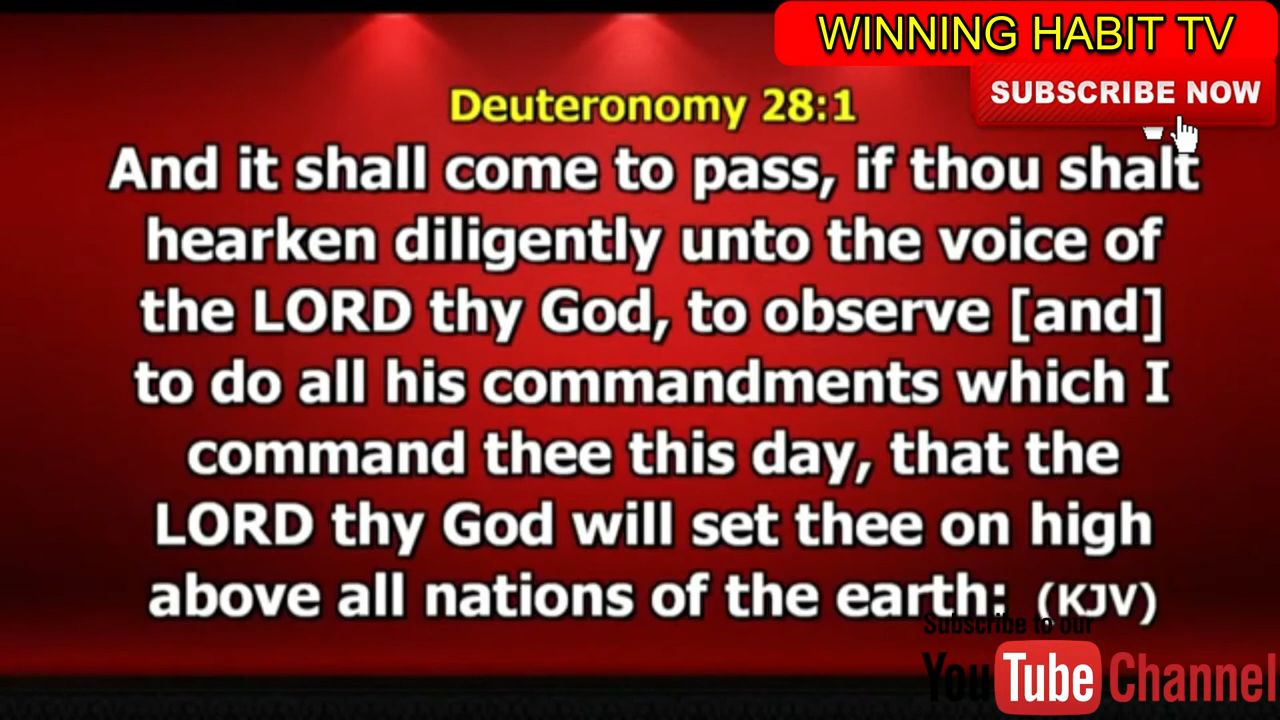 WINNING HABIT TV
SUBSCRIBE NOW
Deuteronomy 28:1
And it shall come to pass, if thou shalt
hearken diligently unto the voice of
the LORD thy God, to observe [and]
to do all his commandments which I
command thee this day, that the
LORD thy God will set thee on high
above all nations of the earth: (KJV)
Subscribe to our
YouTube Channel